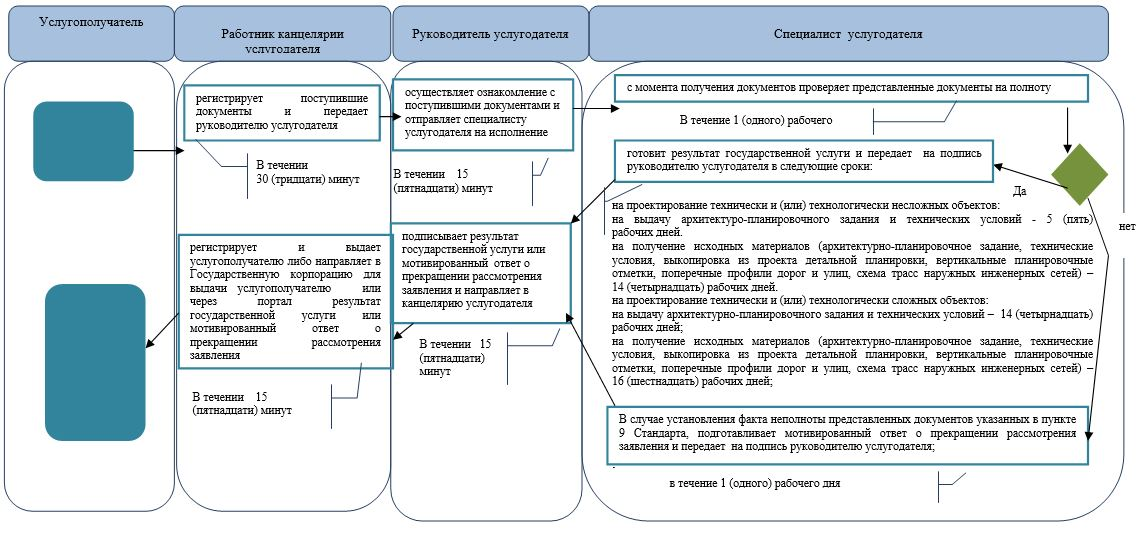 Услугополучатель
Работник канцелярии
услугодателя
Руководитель услугодателя
Специалист услугодателя
регистрирует поступившие
документы и передает
руководителю услугодателя
В течении
30 (тридцати) минут
осуществляет ознакомление с
поступившими документами и
отправляет специалисту
услугодателя на исполнение
В течении 15
(пятнадцати) минут
с момента получения документов проверяет представленные документы на полноту
В течение 1 (одного) рабочего
готовит результат государственной услуги и передает на подпись
руководителю услугодателя в следующие сроки:
Да
нет
на проектирование технически и (или) технологически несложных объектов:
на выдачу архитектуро-планировочного задания и технических условий - 5 (пять)
рабочих дней.
на получение исходных материалов (архитектурно-планировочное задание, технические
условия, выкопировка из проекта детальной планировки, вертикальные планировочные
отметки, поперечные профили дорог и улиц, схема трасс наружных инженерных сетей) –
14 (четырнадцать) рабочих дней.
на проектирование технически и (или) технологически сложных объектов:
на выдачу архитектурно-планировочного задания и технических условий – 14 (четырнадцать)
рабочих дней;
на получение исходных материалов (архитектурно-планировочное задание, технические
условия, выкопировка из проекта детальной планировки, вертикальные планировочные
отметки, поперечные профили дорог и улиц, схема трасс наружных инженерных сетей) –
16 (шестнадцать) рабочих дней;
В случае установления факта неполноты представленных документов указанных в пункте
9 Стандарта, подготавливает мотивированный ответ о прекращении рассмотрения
заявления и передает на подпись руководителю услугодателя;
в течение 1 (одного) рабочего дня
подписывает результат
государственной услуги или
мотивированный ответ о
прекращении рассмотрения
заявления и направляет в
канцелярию услугодателя
В течении 15
(пятнадцати)
минут
регистрирует и выдает
услугополучателю либо направляет в
Государственную корпорацию для
выдачи услугополучателю или
через портал результат
государственной услуги или
мотивированный ответ о
прекращении рассмотрения
заявления
В течении 15
(пятнадцати) минут